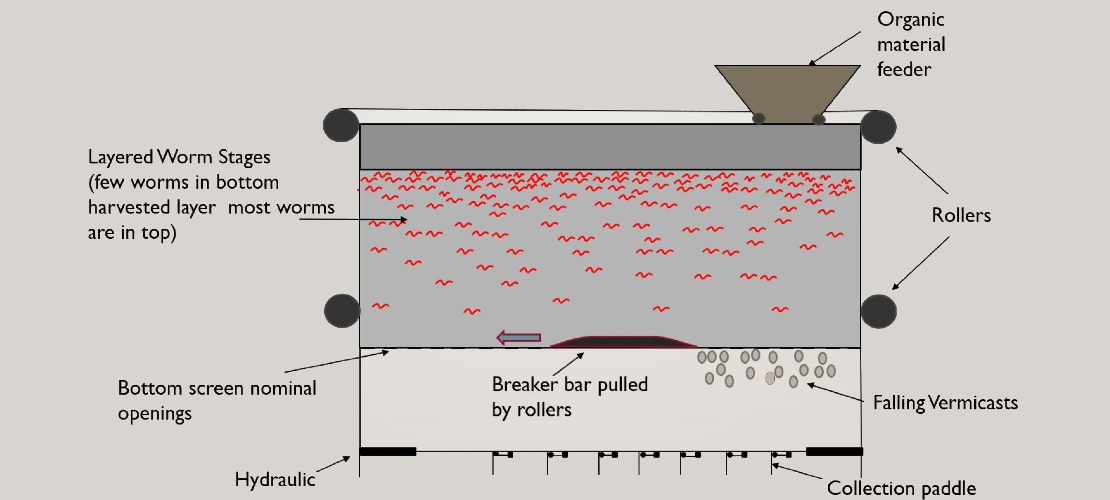 Organic
material
feeder
Layered Worm Stages
(few worms in bottom
harvested layer most worms
are in top)
Rollers
Bottom screen nominal
openings
Breaker bar pulled
by rollers
Falling Vermicasts
Hydraulic
Collection paddle